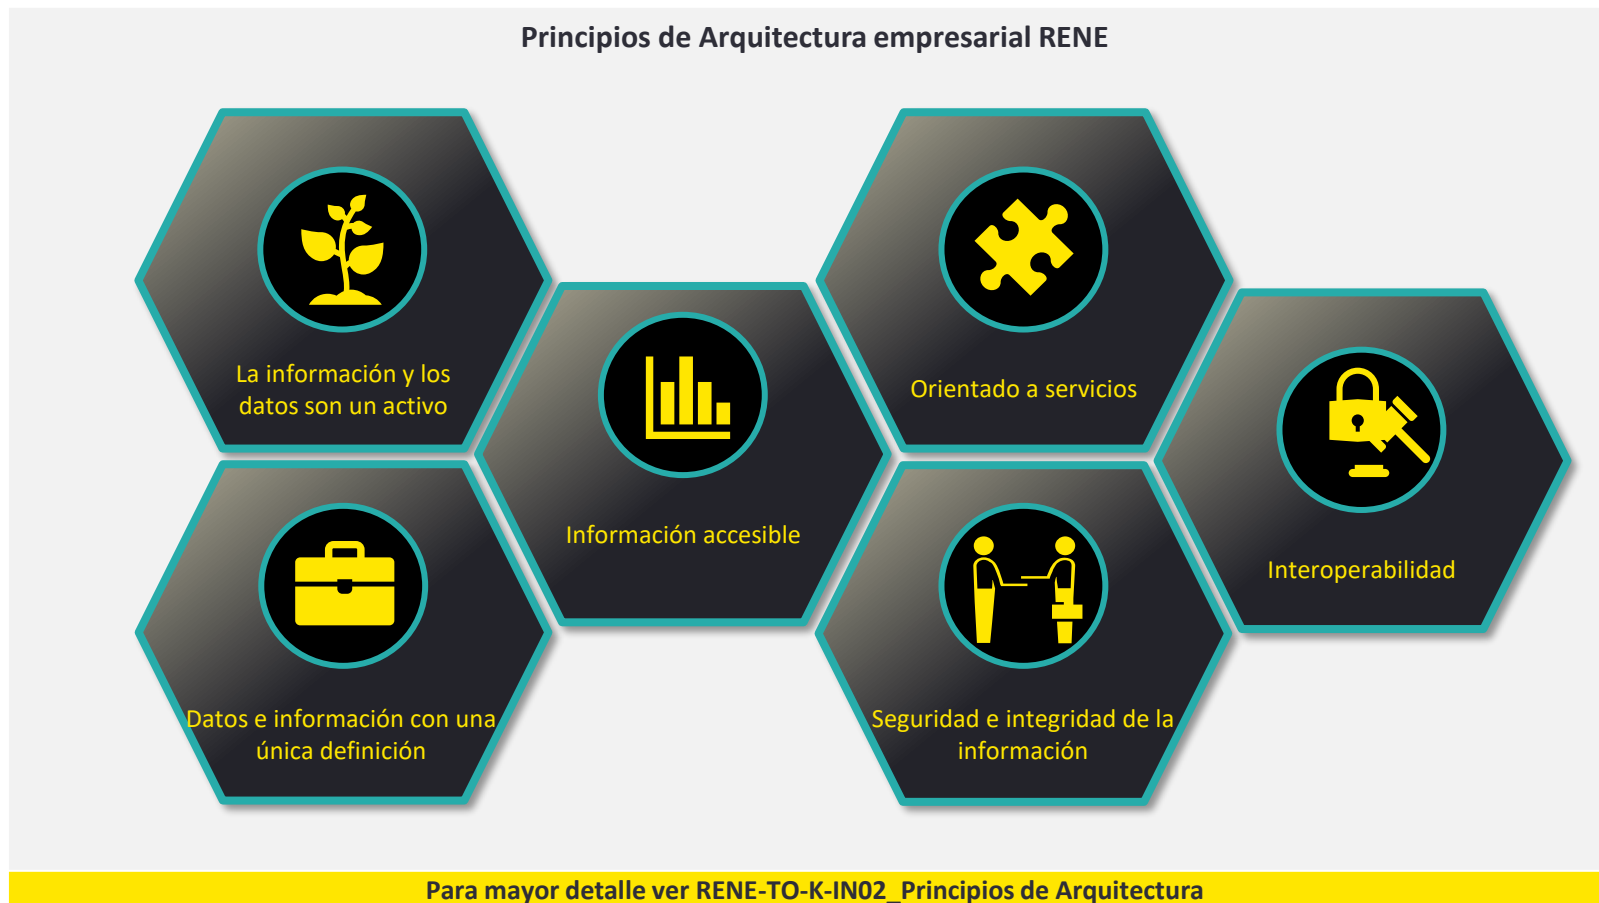 Principios de Arquitectura empresarial RENE
La información y los
datos son un activo
Orientado a servicios
Información accesible
Interoperabilidad
Datos e información con una
única definición
Seguridad e integridad de la
información
Para mayor detalle ver RENE-TO-K-IN02_Principios de Arquitectura